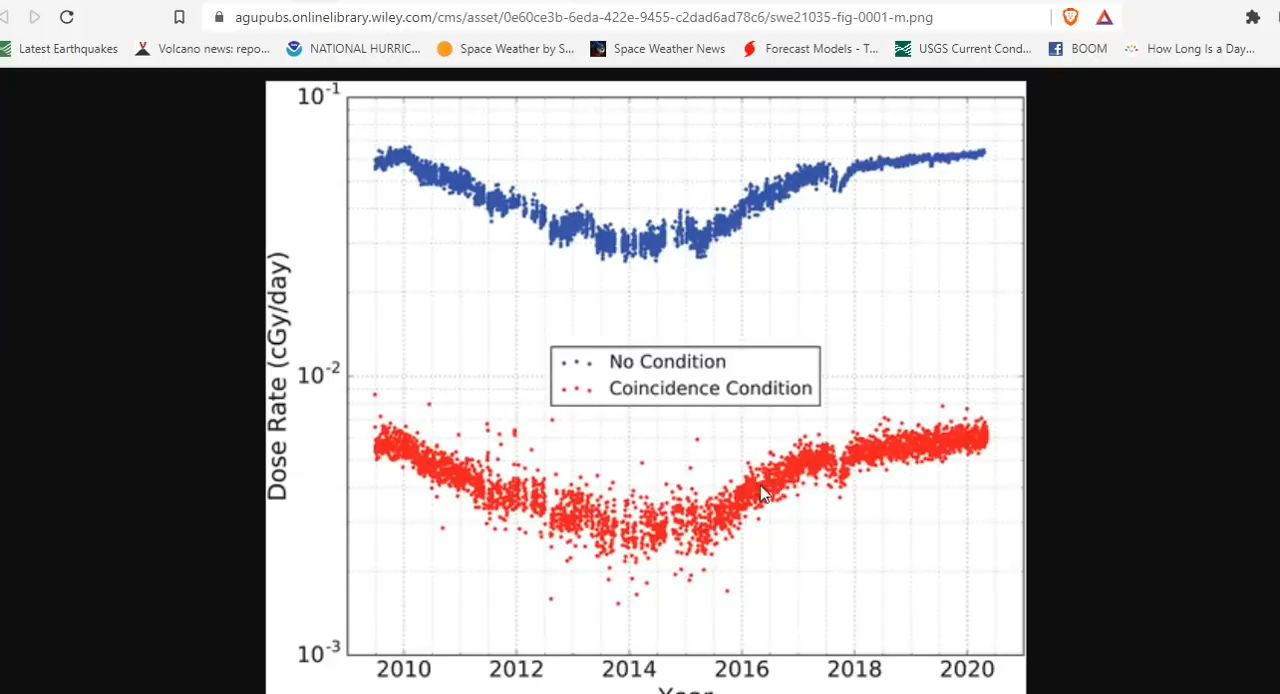 agupubs.onlinelibrary.wiley.com/cms/asset/0e60ce3b-6eda-422e-9455-c2dad6ad78c6/swe21035-fig-0001-m.png
Latest Earthquakes Volcano news: repo... NATIONAL HURRIC... Space Weather by S... Space Weather News Forecast Models - T... USGS Current Cond... BOOM How Long Is a Day...
10-1
Dose Rate (cGy/day)
No Condition
10-2
Coincidence Condition
10-3
2010 2012 2014 2016 2018 2020
Year